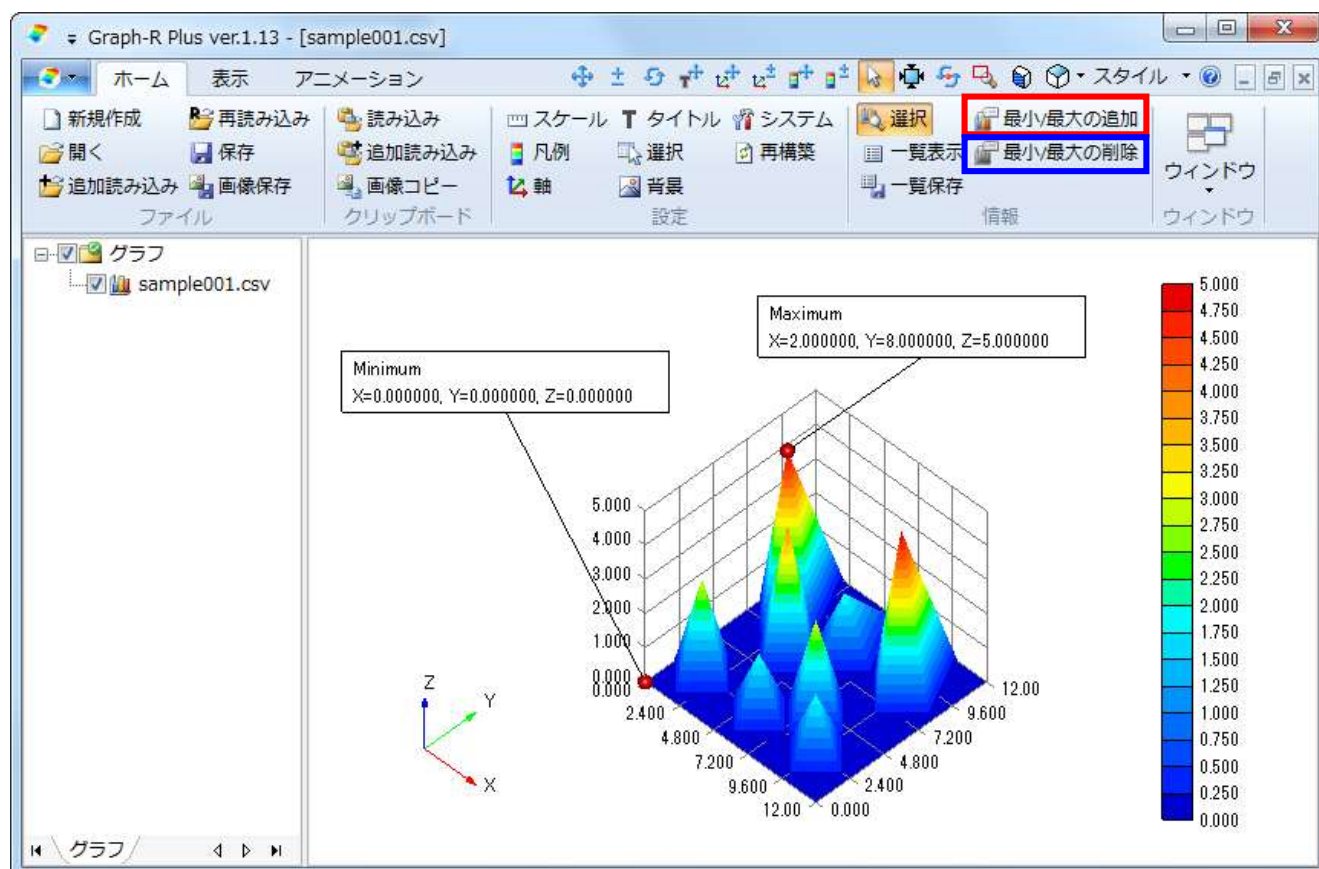 Graph-R Plus ver.1.13 - [sample001.csv]
ホーム 表示 アニメーション スタイル
新規作成 再読み込み 読み込み スケール タイトル システム 選択 最小/最大の追加
開く 保存 追加読み込み 凡例 選択 再構築 一覧表示 最小/最大の削除 ウィンドウ
追加読み込み 画像保存 画像コピー 軸 背景 一覧保存
ファイル クリップボード 設定 情報 ウィンドウ
グラフ
sample001.csv
Maximum
X=2.000000, Y=8.000000, Z=5.000000
Minimum
X=0.000000, Y=0.000000, Z=0.000000
5.000
4.000
3.000
2.000
1.000
0.000
0.000
2.400
4.800
7.200
9.600
12.00
0.000
2.400
4.800
7.200
9.600
12.00
Z
Y
X
5.000
4.750
4.500
4.250
4.000
3.750
3.500
3.250
3.000
2.750
2.500
2.250
2.000
1.750
1.500
1.250
1.000
0.750
0.500
0.250
0.000
グラフ